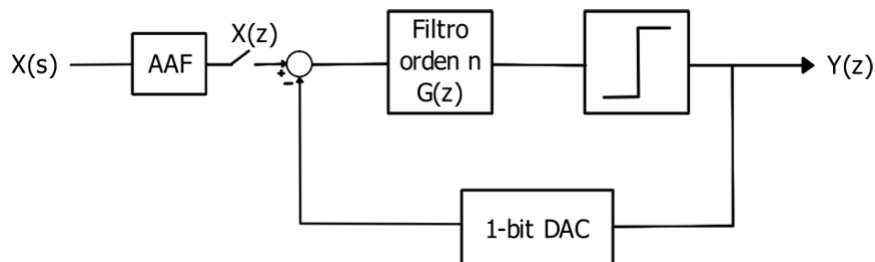 X(s)
AAF
X(z)
+
−
Filtro
orden n
G(z)
Y(z)
1-bit DAC